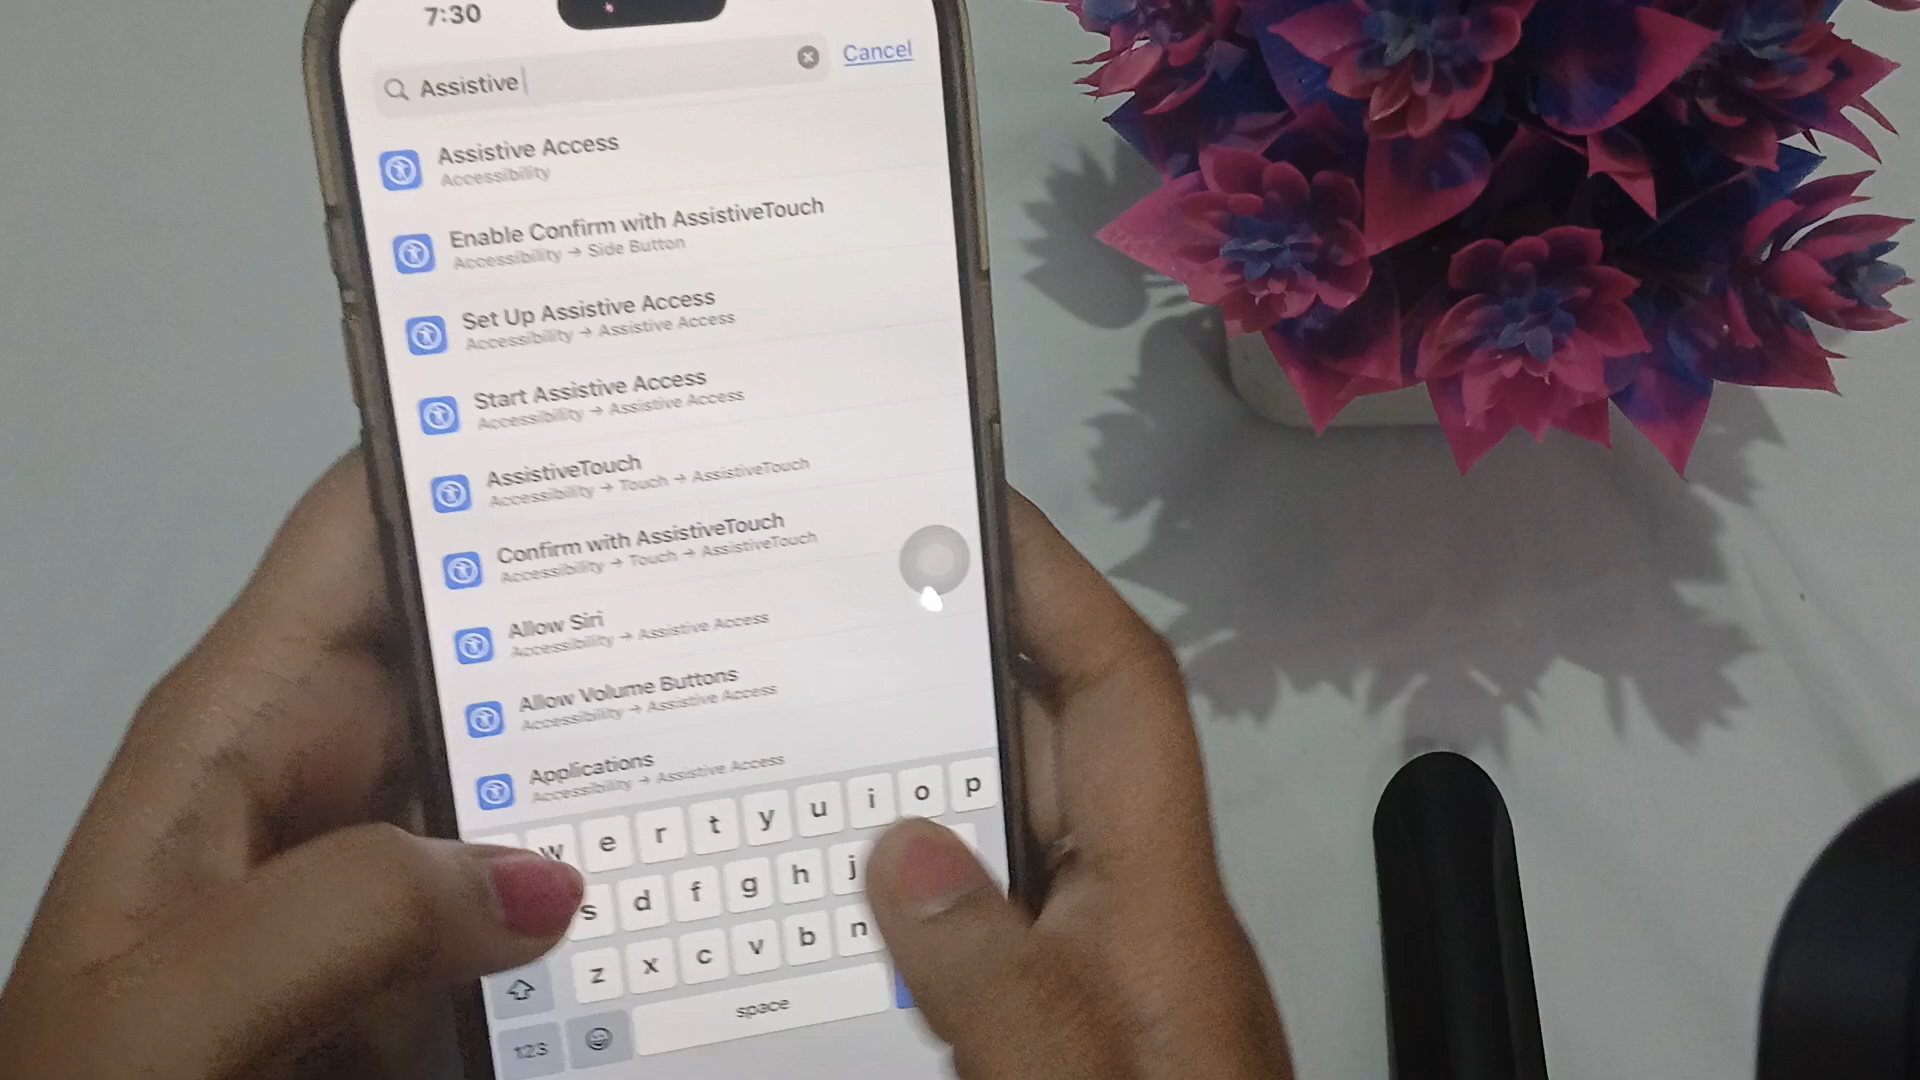 7:30
Assistive
Cancel
Assistive Access
Accessibility
Enable Confirm with AssistiveTouch
Accessibility → Side Button
Set Up Assistive Access
Accessibility → Assistive Access
Start Assistive Access
Accessibility → Assistive Access
AssistiveTouch
Accessibility → Touch → AssistiveTouch
Confirm with AssistiveTouch
Accessibility → Touch → AssistiveTouch
Allow Siri
Accessibility → Assistive Access
Allow Volume Buttons
Accessibility → Assistive Access
Applications
Accessibility → Assistive Access
w e r t y u i o p
s d f g h j
z x c v b n
123 space